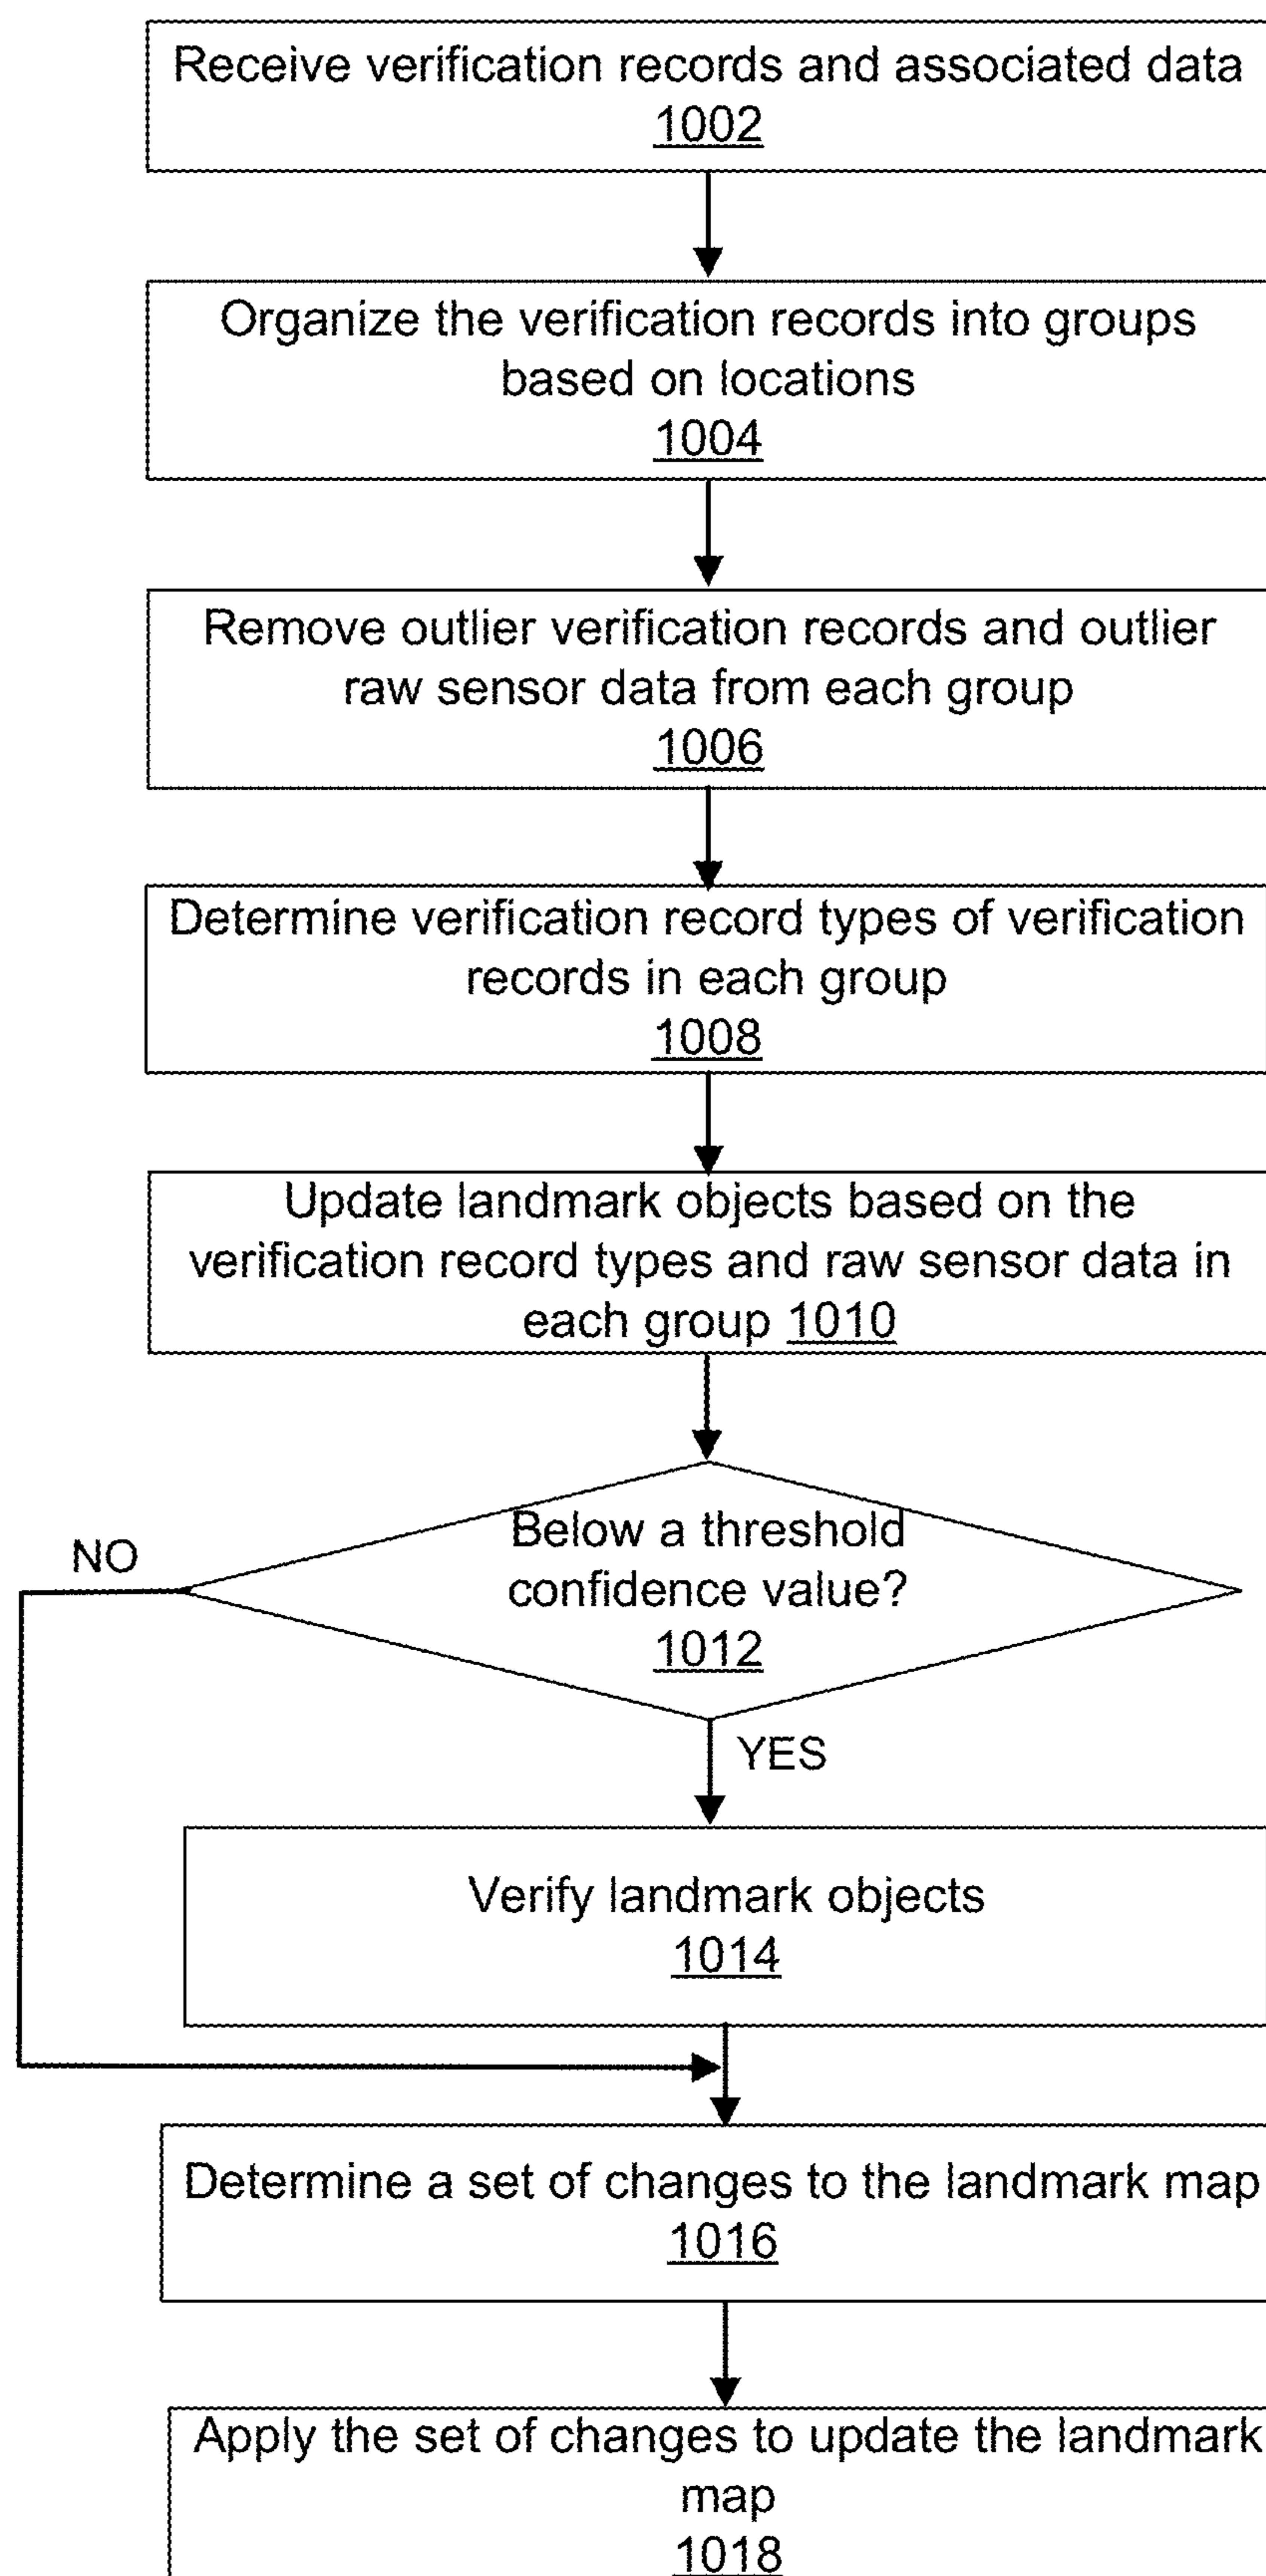 Receive verification records and associated data
1002
Organize the verification records into groups
based on locations
1004
Remove outlier verification records and outlier
raw sensor data from each group
1006
Determine verification record types of verification
records in each group
1008
Update landmark objects based on the
verification record types and raw sensor data in
each group 1010
Below a threshold
confidence value?
1012
NO
YES
Verify landmark objects
1014
Determine a set of changes to the landmark map
1016
Apply the set of changes to update the landmark
map
1018